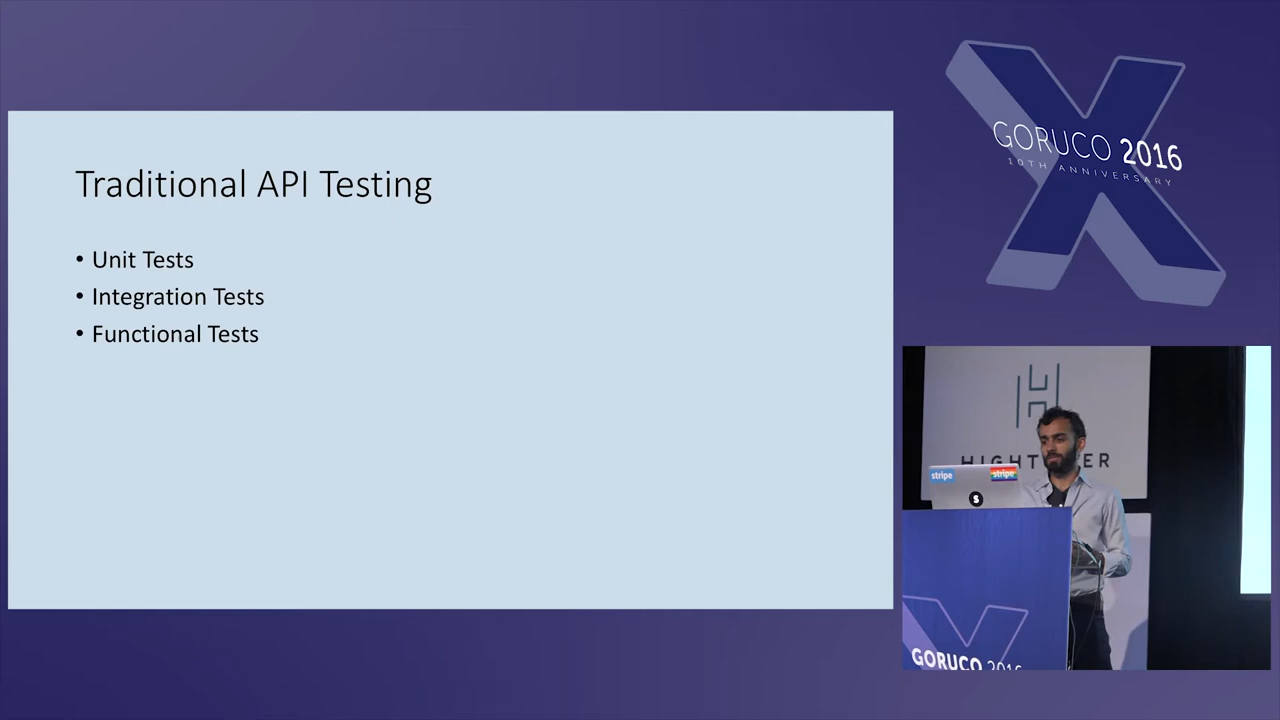 Traditional API Testing
• Unit Tests
• Integration Tests
• Functional Tests
GORUCO 2016
10TH ANNIVERSARY
stripe
stripe
S
GORUCO 2016